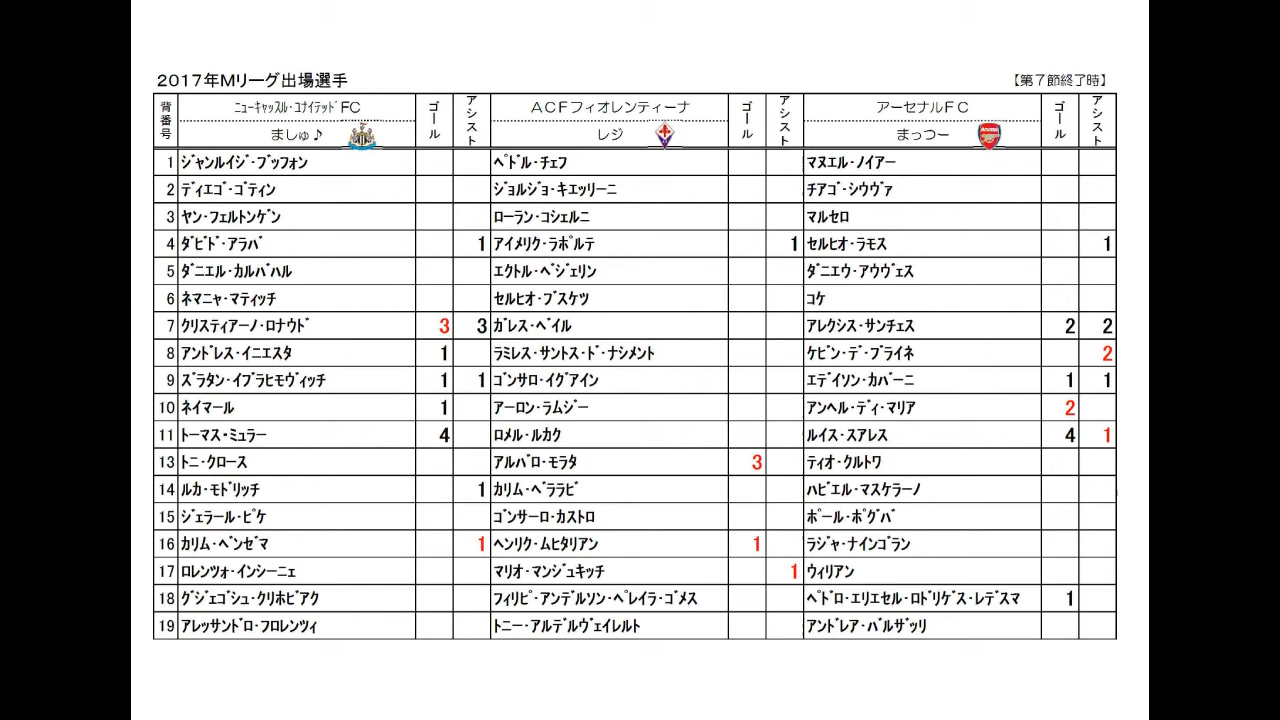 2017年Mリーグ出場選手 【第7節終了時】
背番号 ﾆｭｰｷｬｯｽﾙ・ﾕﾅｲﾃｯﾄﾞFC ゴール アシスト ACFフィオレンティーナ ゴール アシスト アーセナルFC ゴール アシスト
ましゅ♪ レジ まっつー
1 ジャンルイジ・ブッフォン ペドル・チェフ マヌエル・ノイアー
2 ディエゴ・ゴディン ジョルジョ・キエッリーニ チアゴ・シウヴァ
3 ヤン・フェルトンゲン ローラン・コシェルニ マルセロ
4 ダビド・アラバ 1 アイメリク・ラポルテ 1 セルヒオ・ラモス 1
5 ダニエル・カルバハル エクトル・ベジェリン ダニエウ・アウヴェス
6 ネマニャ・マティッチ セルヒオ・ブスケツ コケ
7 クリスティアーノ・ロナウド 3 3 ガレス・ベイル アレクシス・サンチェス 2 2
8 アンドレス・イニエスタ 1 ラミレス・サントス・ド・ナシメント ケビン・デ・ブライネ 2
9 ズラタン・イブラヒモヴィッチ 1 1 ゴンサロ・イグアイン エディソン・カバーニ 1 1
10 ネイマール 1 アーロン・ラムジー アンヘル・ディ・マリア 2
11 トーマス・ミュラー 4 ロメル・ルカク ルイス・スアレス 4 1
13 トニ・クロース アルバロ・モラタ 3 ティオ・クルトワ
14 ルカ・モドリッチ 1 カリム・ベララビ ハビエル・マスケラーノ
15 ジェラール・ピケ ゴンサーロ・カストロ ポール・ポグバ
16 カリム・ベンゼマ 1 ヘンリク・ムヒタリアン 1 ラジャ・ナインゴラン
17 ロレンツォ・インシーニェ マリオ・マンジュキッチ 1 ウィリアン
18 グジェゴシュ・クリホビアク フィリピ・アンデルソン・ペレイラ・ゴメス ペドロ・エリエセル・ロドリゲス・レデスマ 1
19 アレッサンドロ・フロレンツィ トニー・アルデルヴェイレルト アンドレア・バルザッリ